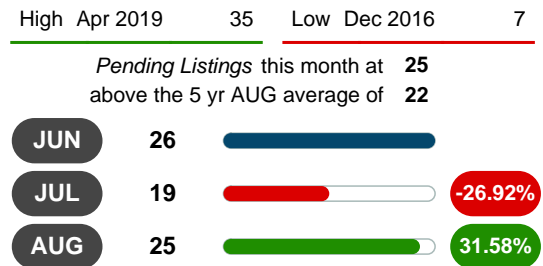 High Apr 2019 35 Low Dec 2016 7
Pending Listings this month at 25
above the 5 yr AUG average of 22
JUN 26
JUL 19 -26.92%
AUG 25 31.58%